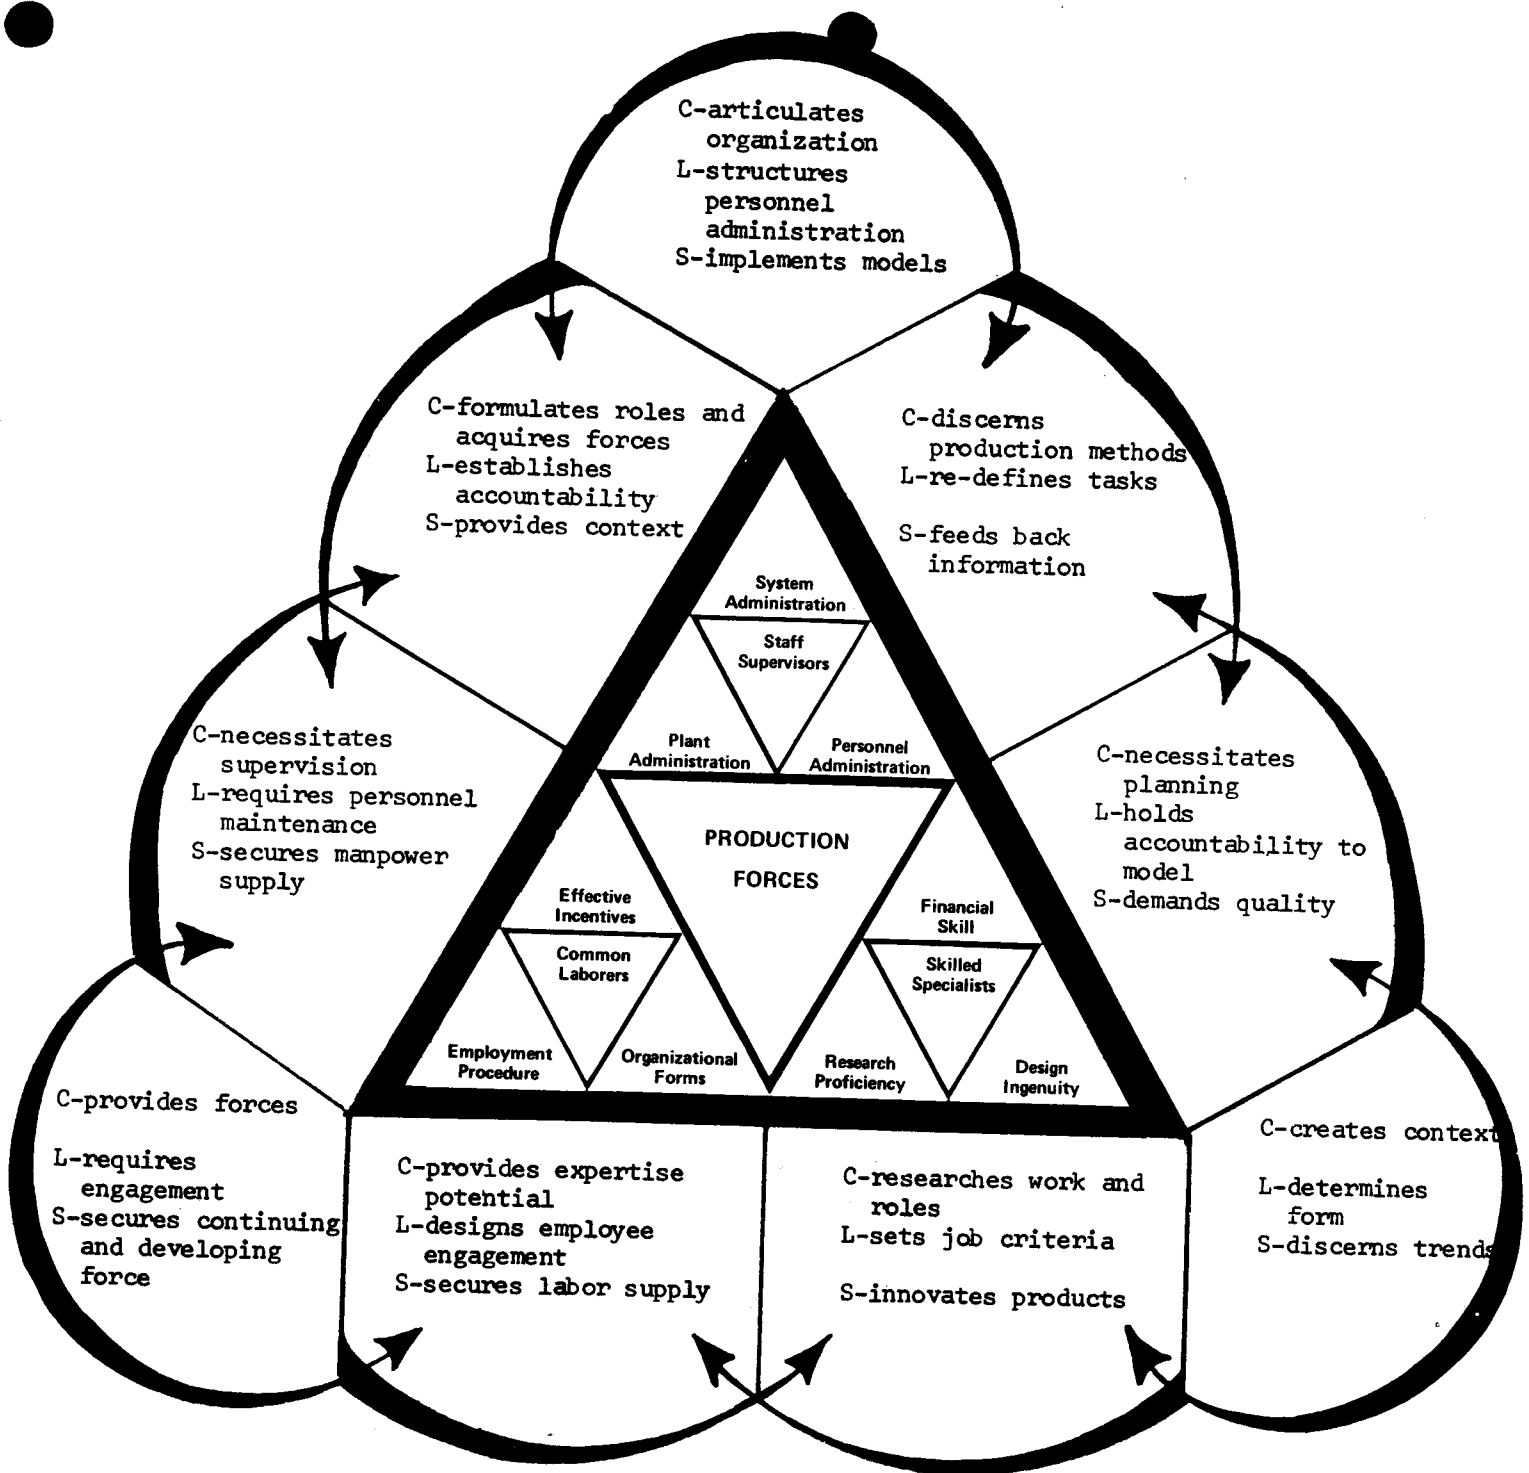 C-articulates
organization
L-structures
personnel
administration
S-implements models
C-formulates roles and
acquires forces
L-establishes
accountability
S-provides context
C-discerns
production methods
L-re-defines tasks
S-feeds back
information
System
Administration
Staff
Supervisors
Plant
Administration
Personnel
Administration
C-necessitates
supervision
L-requires personnel
maintenance
S-secures manpower
supply
C-necessitates
planning
L-holds
accountability to
model
S-demands quality
PRODUCTION
FORCES
Effective
Incentives
Common
Laborers
Financial
Skill
Skilled
Specialists
Employment
Procedure
Organizational
Forms
Research
Proficiency
Design
Ingenuity
C-provides forces
L-requires
engagement
S-secures continuing
and developing
force
C-provides expertise
potential
L-designs employee
engagement
S-secures labor supply
C-researches work and
roles
L-sets job criteria
S-innovates products
C-creates context
L-determines
form
S-discerns trends